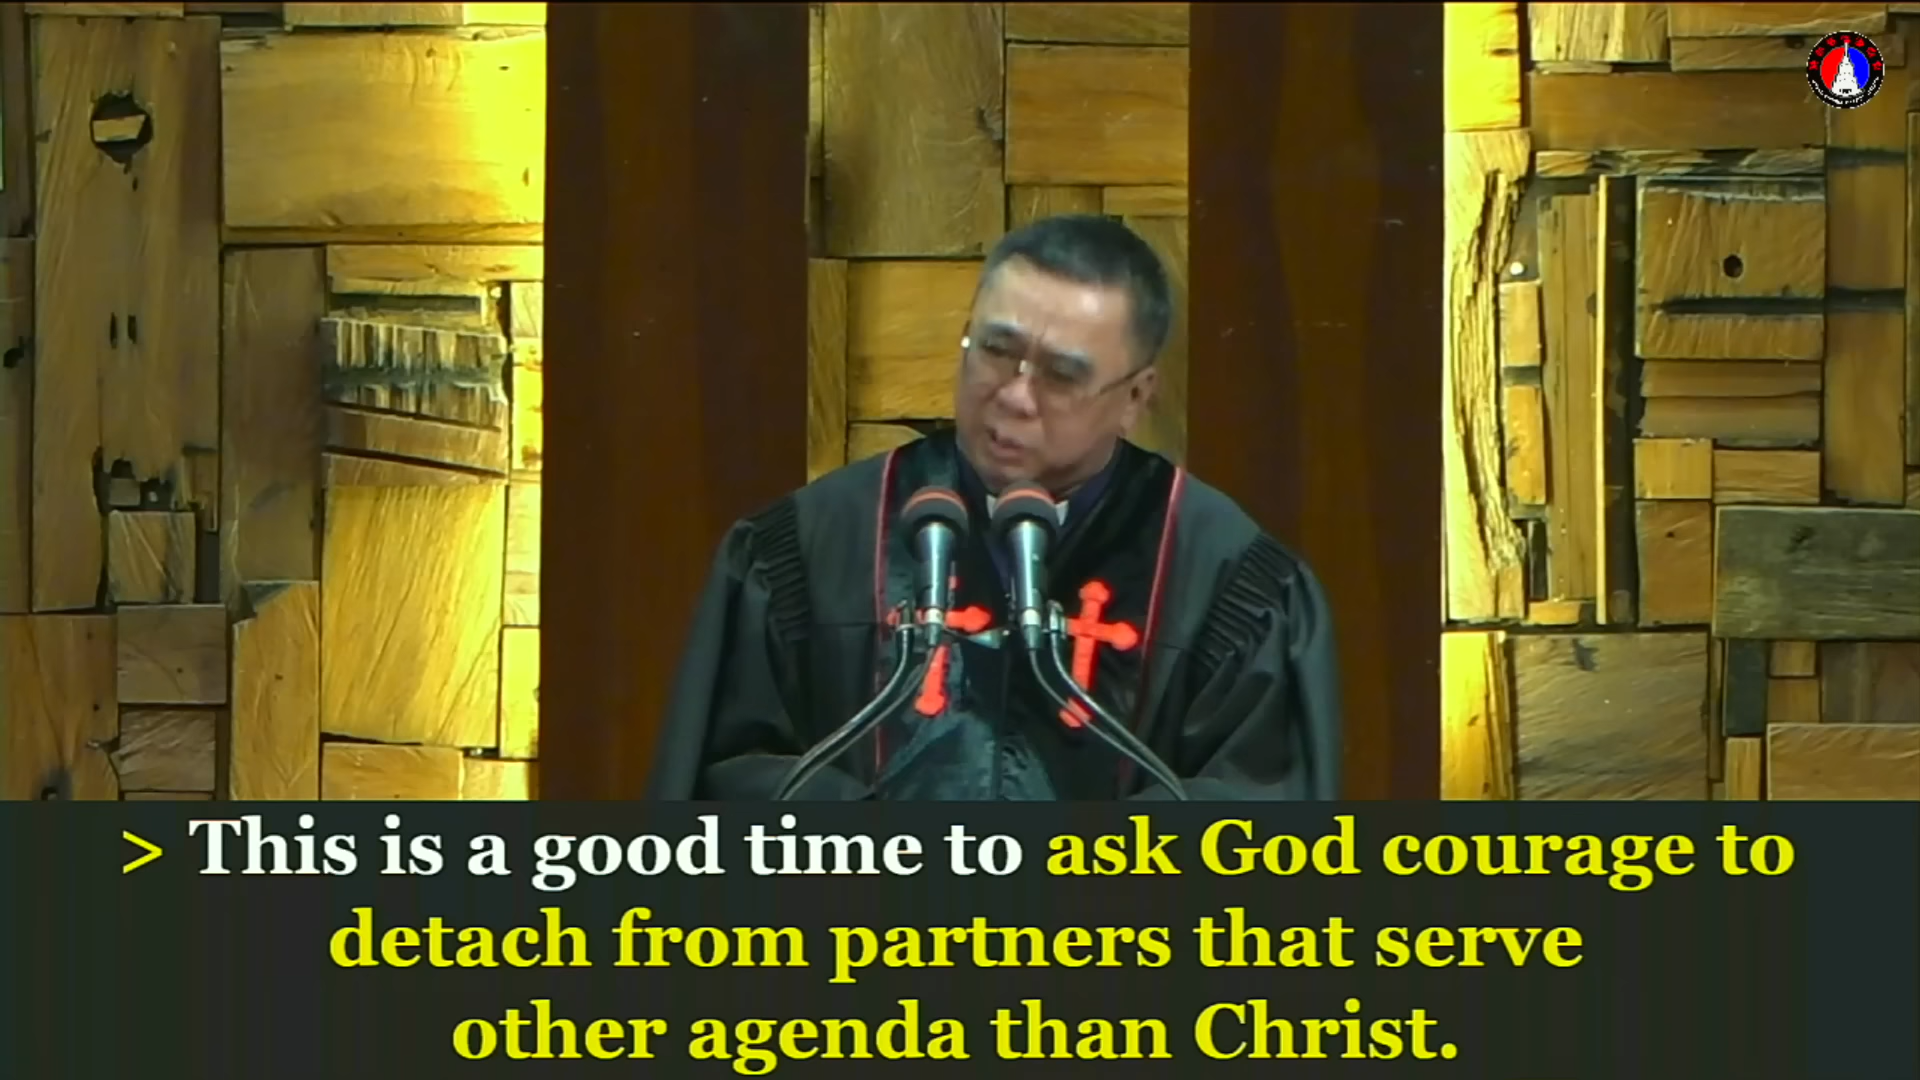 > This is a good time to ask God courage to
detach from partners that serve
other agenda than Christ.